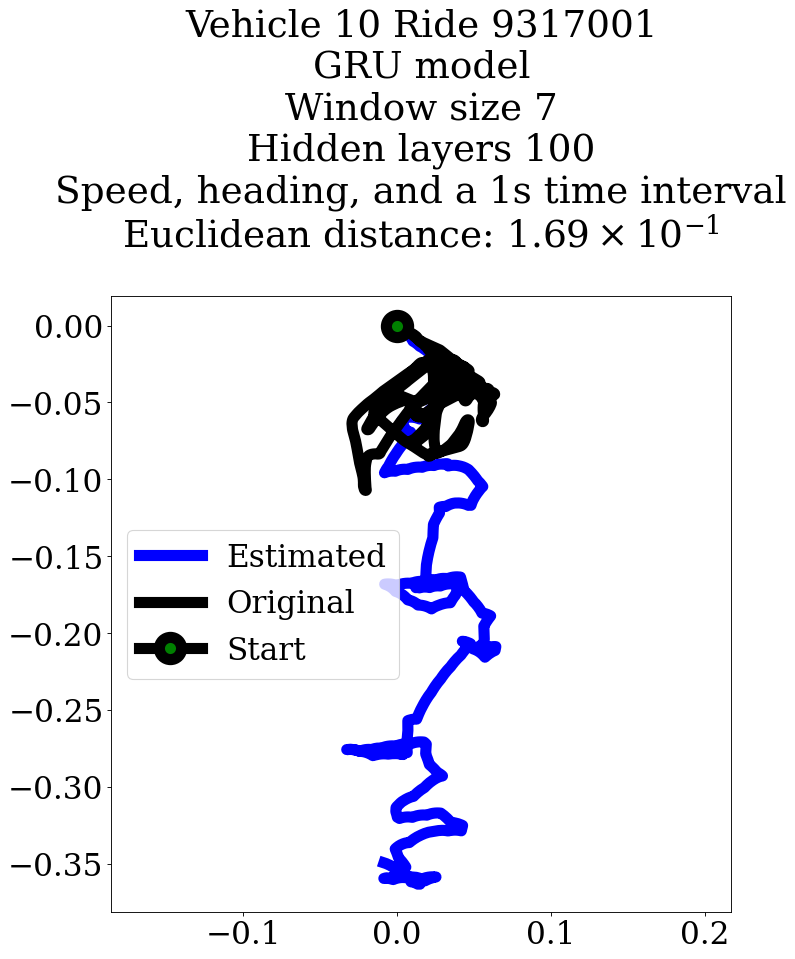 Vehicle 10 Ride 9317001
GRU model
Window size 7
Hidden layers 100
Speed, heading, and a 1s time interval
Euclidean distance: 1.69 × 10⁻¹
0.00
−0.05
−0.10
−0.15
−0.20
−0.25
−0.30
−0.35
Estimated
Original
Start
−0.1
0.0
0.1
0.2